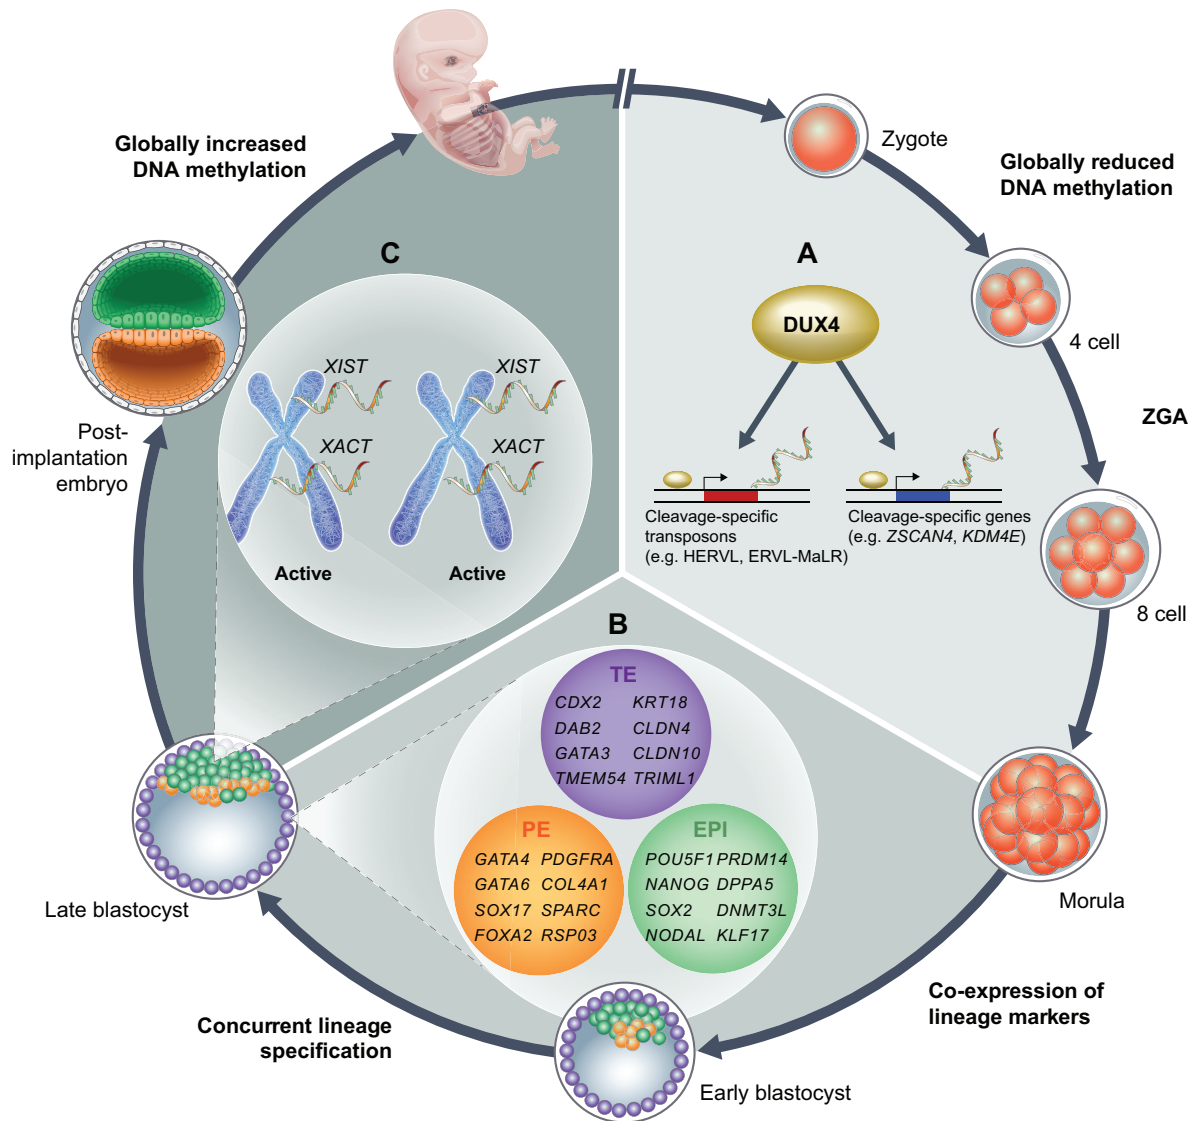 Globally increased
DNA methylation
Zygote
Globally reduced
DNA methylation
C
A
DUX4
4 cell
XIST
XIST
ZGA
XACT
XACT
Post-
implantation
embryo
Cleavage-specific
transposons
(e.g. HERVL, ERVL-MaLR)
Cleavage-specific genes
(e.g. ZSCAN4, KDM4E)
Active
Active
8 cell
B
TE
CDX2 KRT18
DAB2 CLDN4
GATA3 CLDN10
TMEM54 TRIML1
PE
GATA4 PDGFRA
GATA6 COL4A1
SOX17 SPARC
FOXA2 RSP03
EPI
POU5F1 PRDM14
NANOG DPPA5
SOX2 DNMT3L
NODAL KLF17
Late blastocyst
Morula
Co-expression of
lineage markers
Concurrent lineage
specification
Early blastocyst